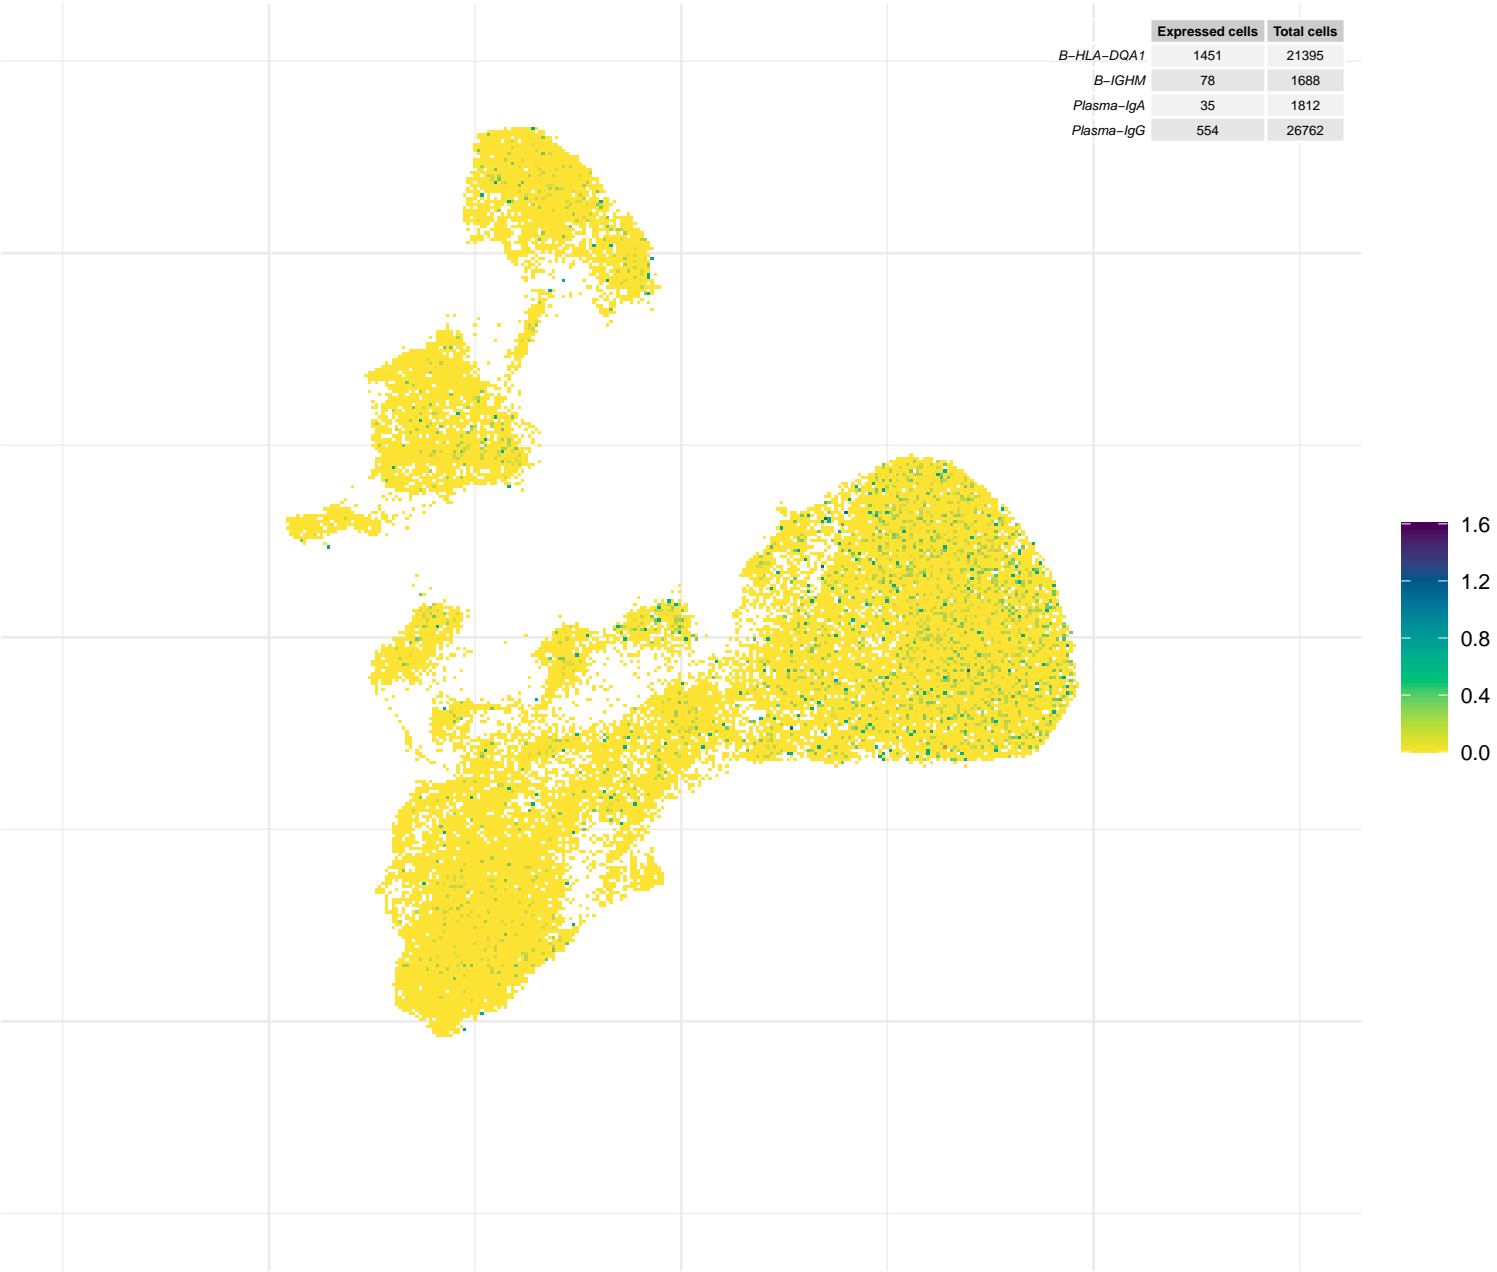 Expressed cells Total cells
B−HLA−DQA1 1451 21395
B−IGHM 78 1688
Plasma−IgA 35 1812
Plasma−IgG 554 26762
1.6
1.2
0.8
0.4
0.0